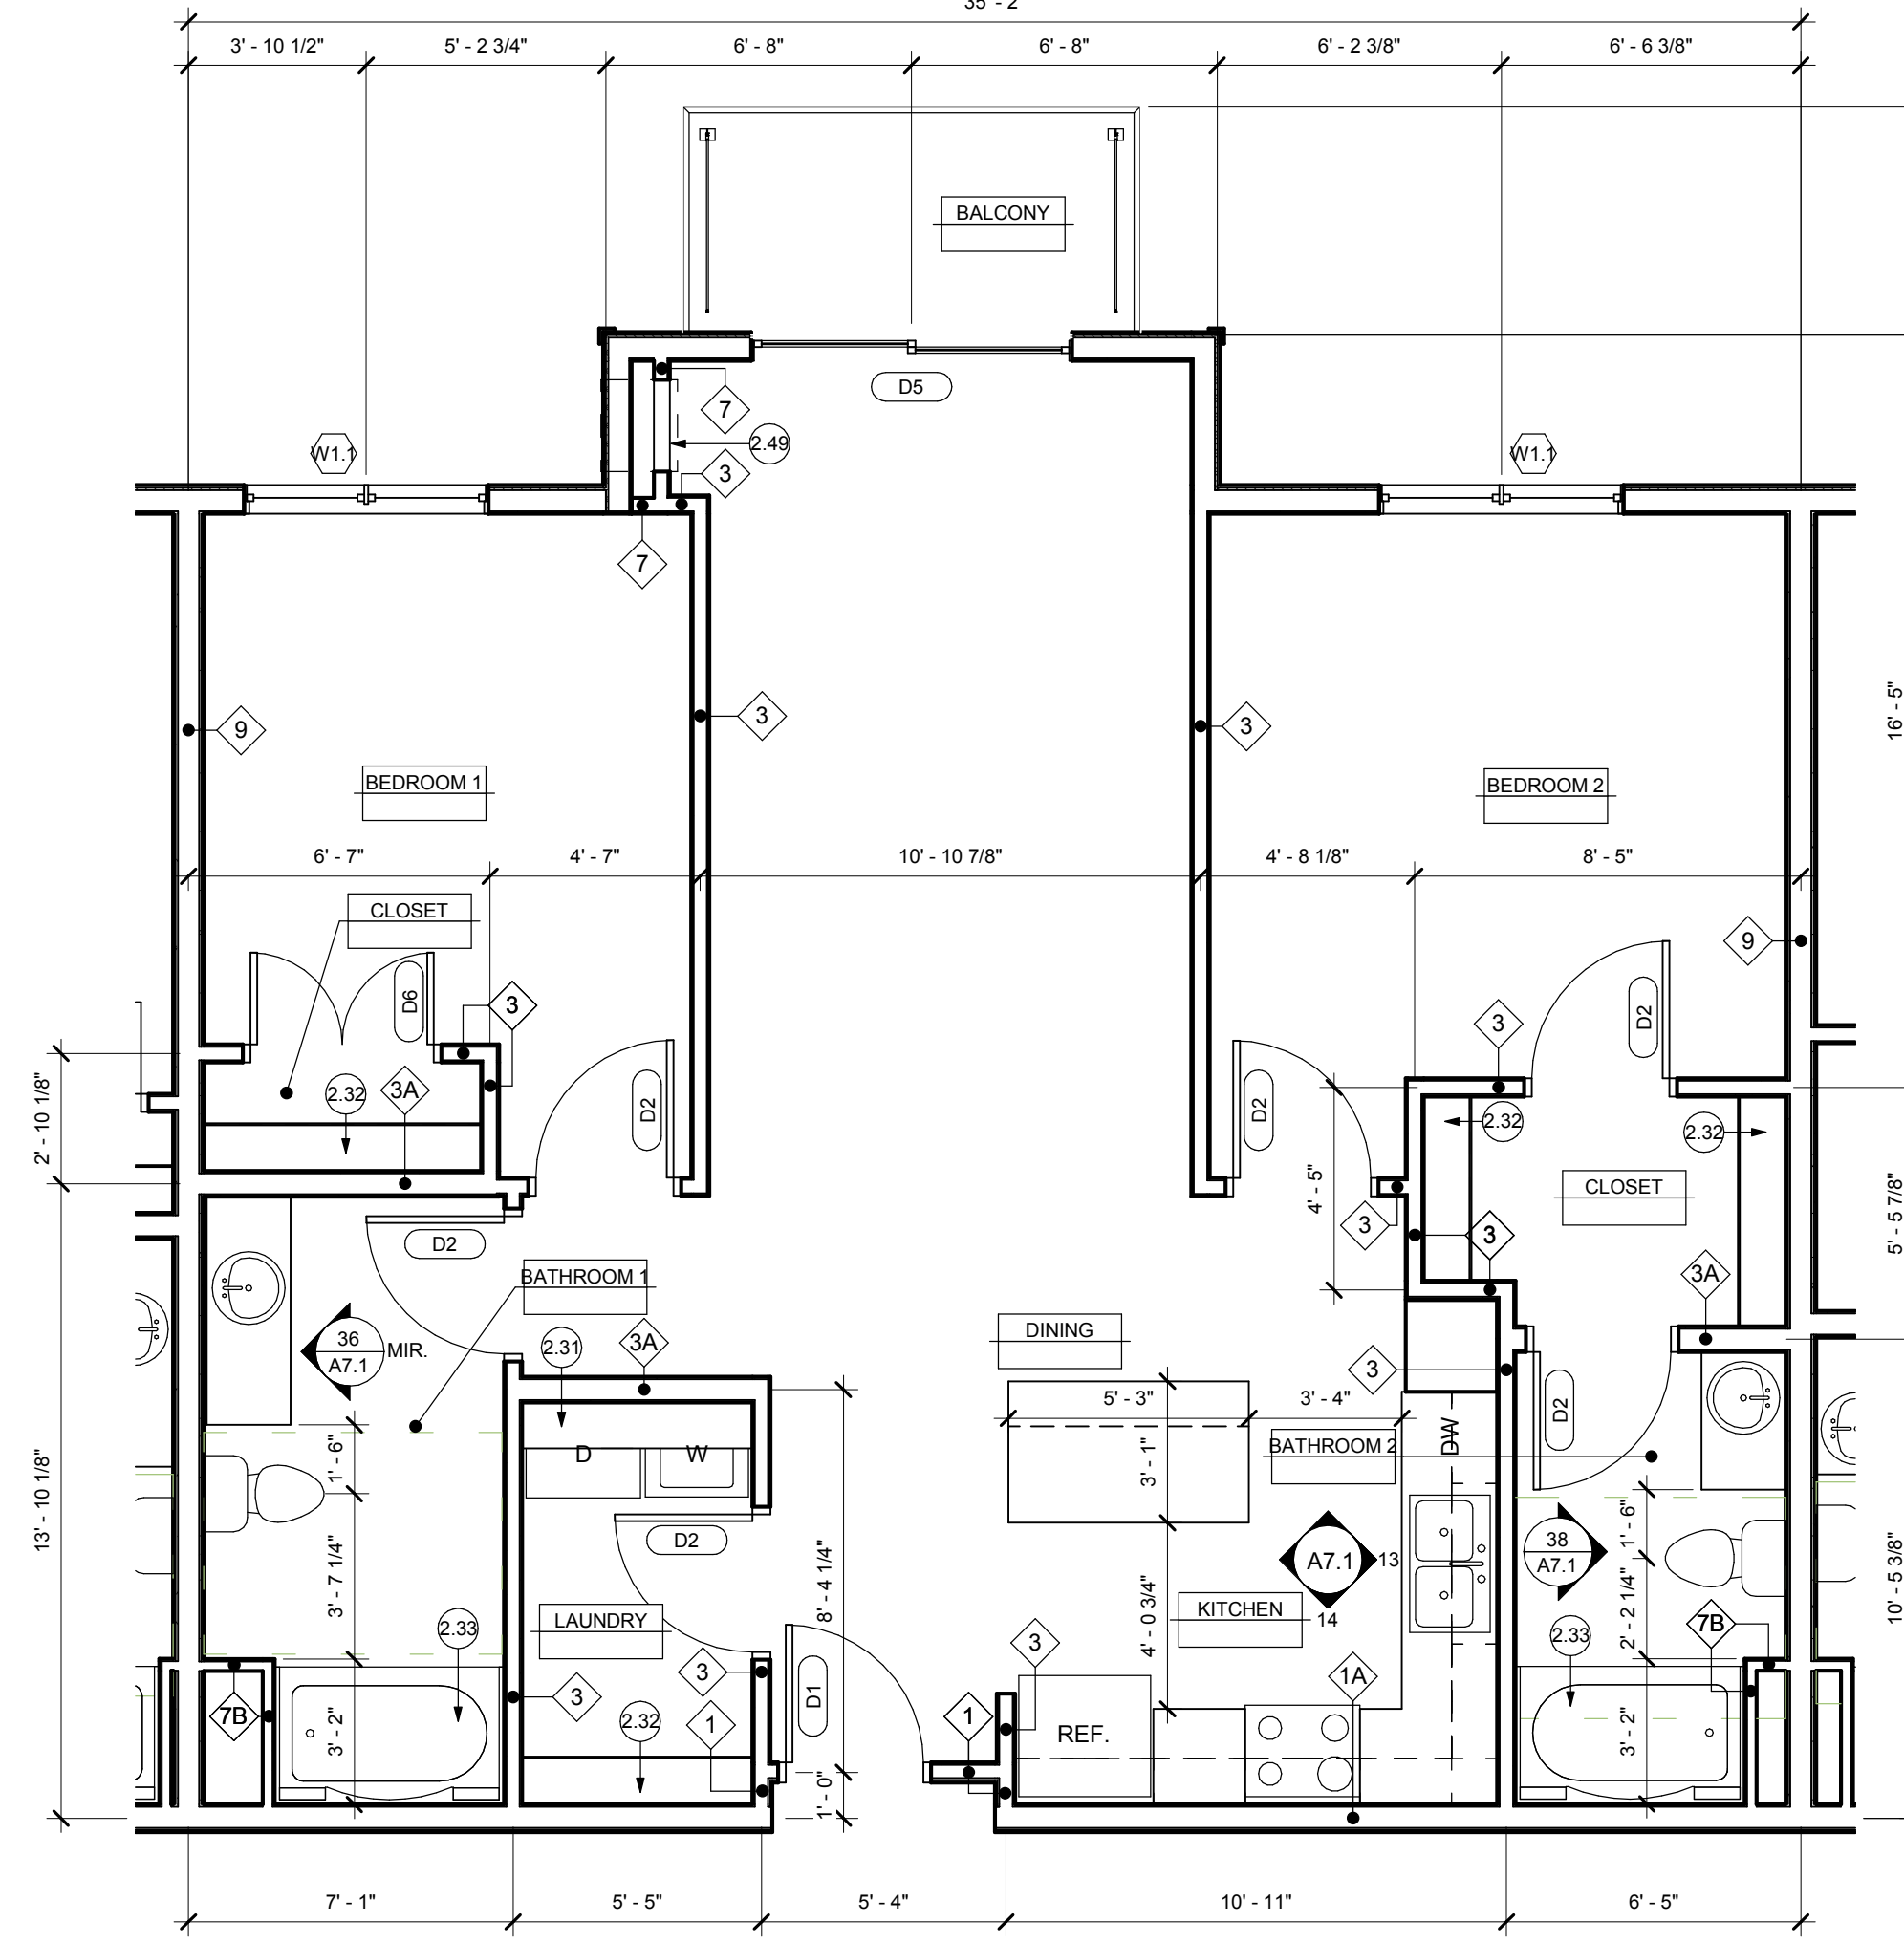 35' - 2"
3' - 10 1/2"
5' - 2 3/4"
6' - 8"
6' - 8"
6' - 2 3/8"
6' - 6 3/8"
BALCONY
D5
7
2.49
W1.1
W1.1
3
7
16' - 5"
3
3
9
BEDROOM 1
BEDROOM 2
6' - 7"
4' - 7"
10' - 10 7/8"
4' - 8 1/8"
8' - 5"
CLOSET
9
D6
3
D2
3
2' - 10 1/8"
2.32
3A
D2
D2
2.32
2.32
4' - 5"
CLOSET
5' - 5 7/8"
3
3
D2
3A
BATHROOM 1
DINING
36
A7.1
MIR.
2.31
3A
3
5' - 3"
3' - 4"
D2
1' - 6"
D
W
3' - 1"
BATHROOM 2
DW
13' - 10 1/8"
D2
8' - 4 1/4"
A7.1
13
14
38
A7.1
1' - 6"
3' - 7 1/4"
LAUNDRY
4' - 0 3/4"
KITCHEN
2' - 2 1/4"
10' - 5 3/8"
2.33
3
3
2.33
7B
3
D1
1A
7B
2.32
1
1
REF.
3' - 2"
3' - 2"
1' - 0"
7' - 1"
5' - 5"
5' - 4"
10' - 11"
6' - 5"